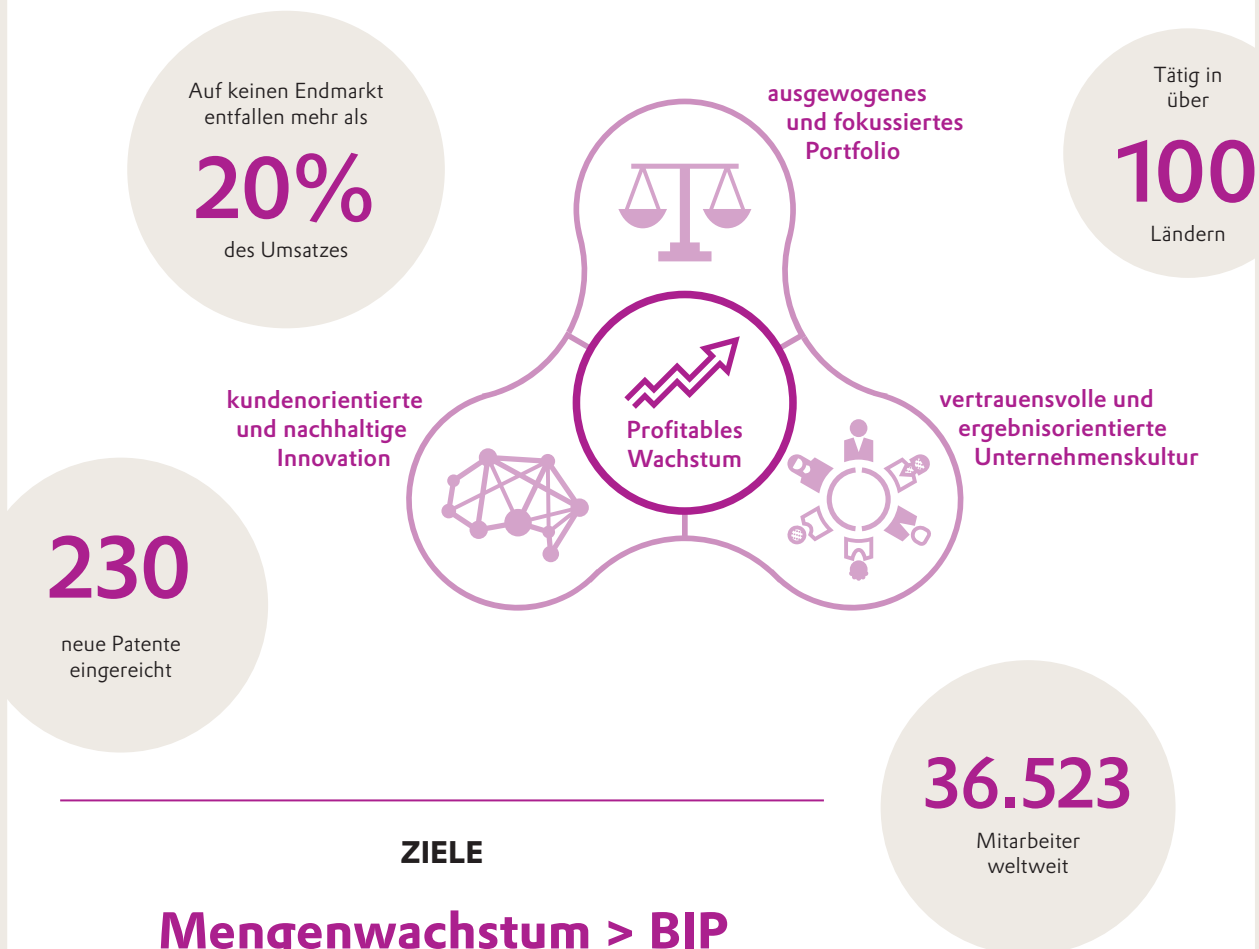 Auf keinen Endmarkt
entfallen mehr als
20%
des Umsatzes
ausgewogenes
und fokussiertes
Portfolio
Tätig in
über
100
Ländern
kundenorientierte
und nachhaltige
Innovation
Profitables
Wachstum
vertrauensvolle und
ergebnisorientierte
Unternehmenskultur
230
neue Patente
eingereicht
36.523
Mitarbeiter
weltweit
ZIELE
Mengenwachstum > BIP